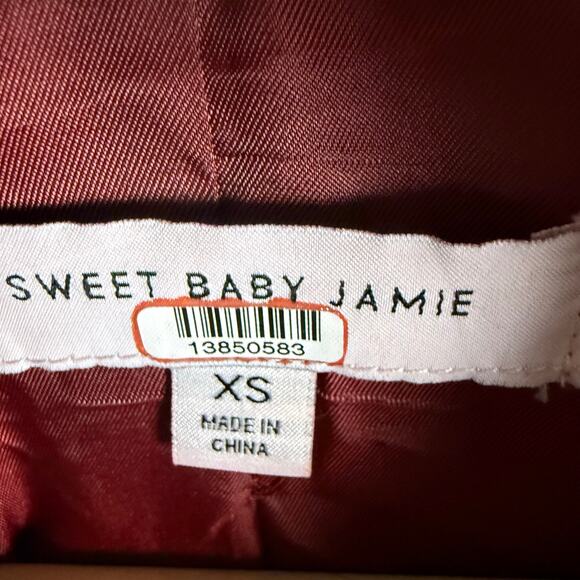 SWEET BABY JAMIE
13850583
XS
MADE IN
CHINA